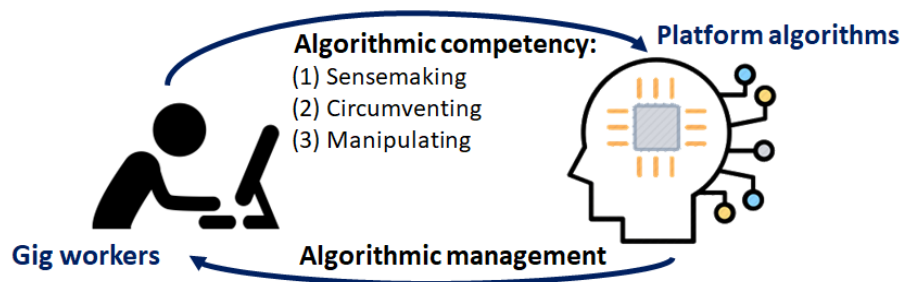 Algorithmic competency:
Platform algorithms
(1) Sensemaking
(2) Circumventing
(3) Manipulating
Gig workers
Algorithmic management